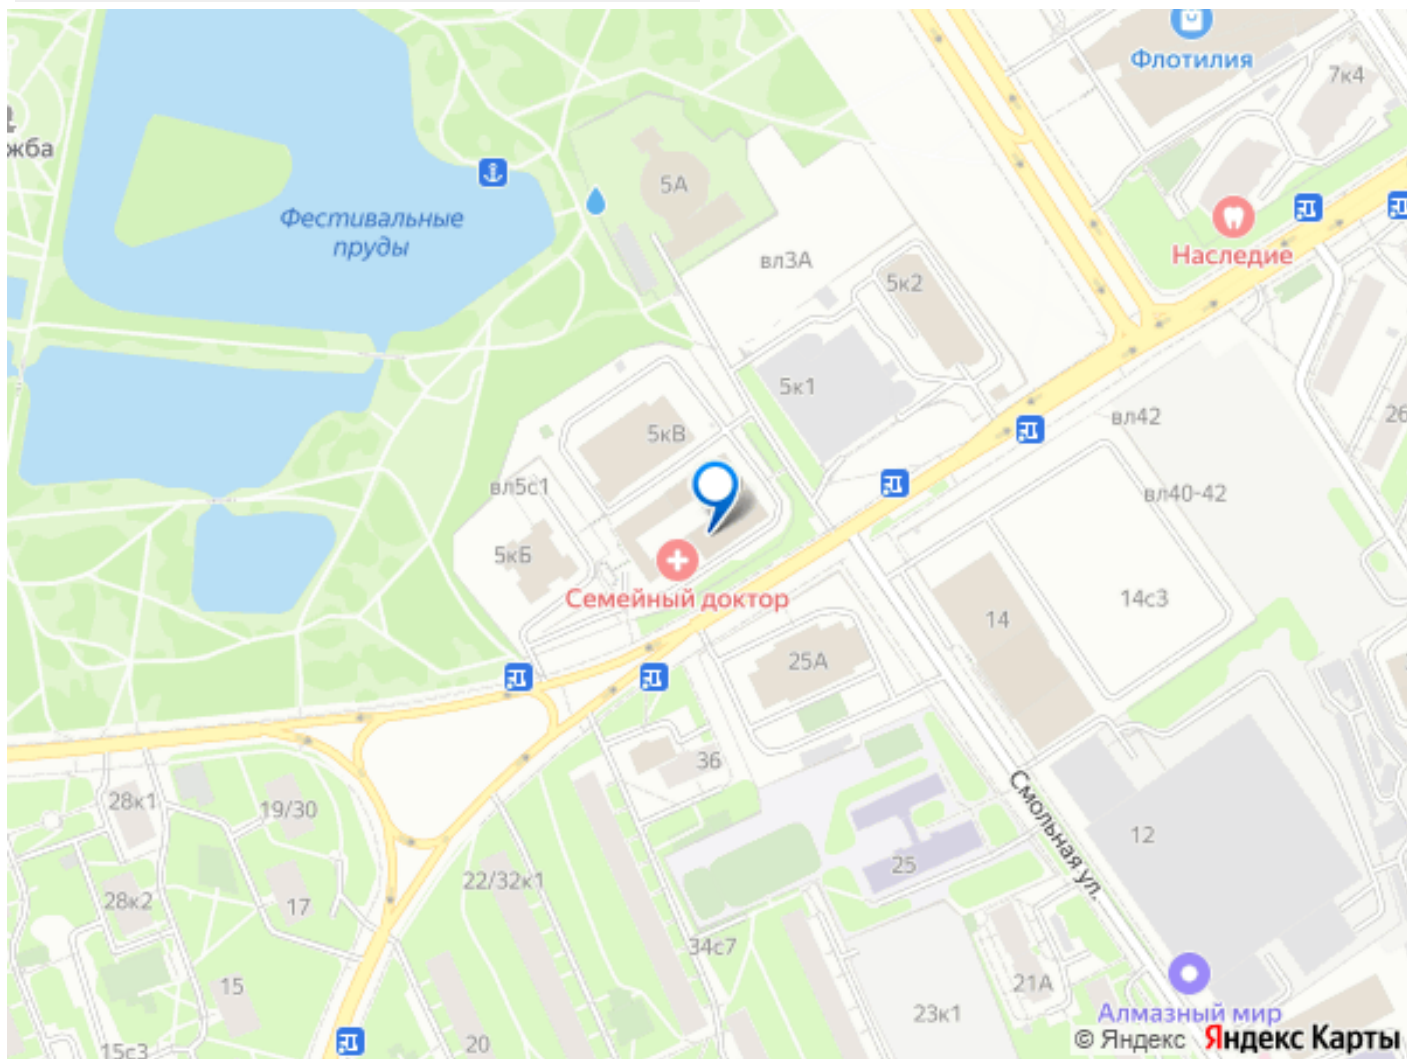 Флотилия
7к4
жба
5А
Фестивальные
пруды
Наследие
вл3А
5к2
5к1
26
вл42
5кВ
вл5с1
вл40-42
5кБ
Семейный доктор
14с3
14
25А
36
28к1
19/30
Смольная ул.
12
22/32к1
25
28к2
17
34с7
15
21А
23к1
Алмазный мир
20
15с3
© Яндекс Яндекс Карты